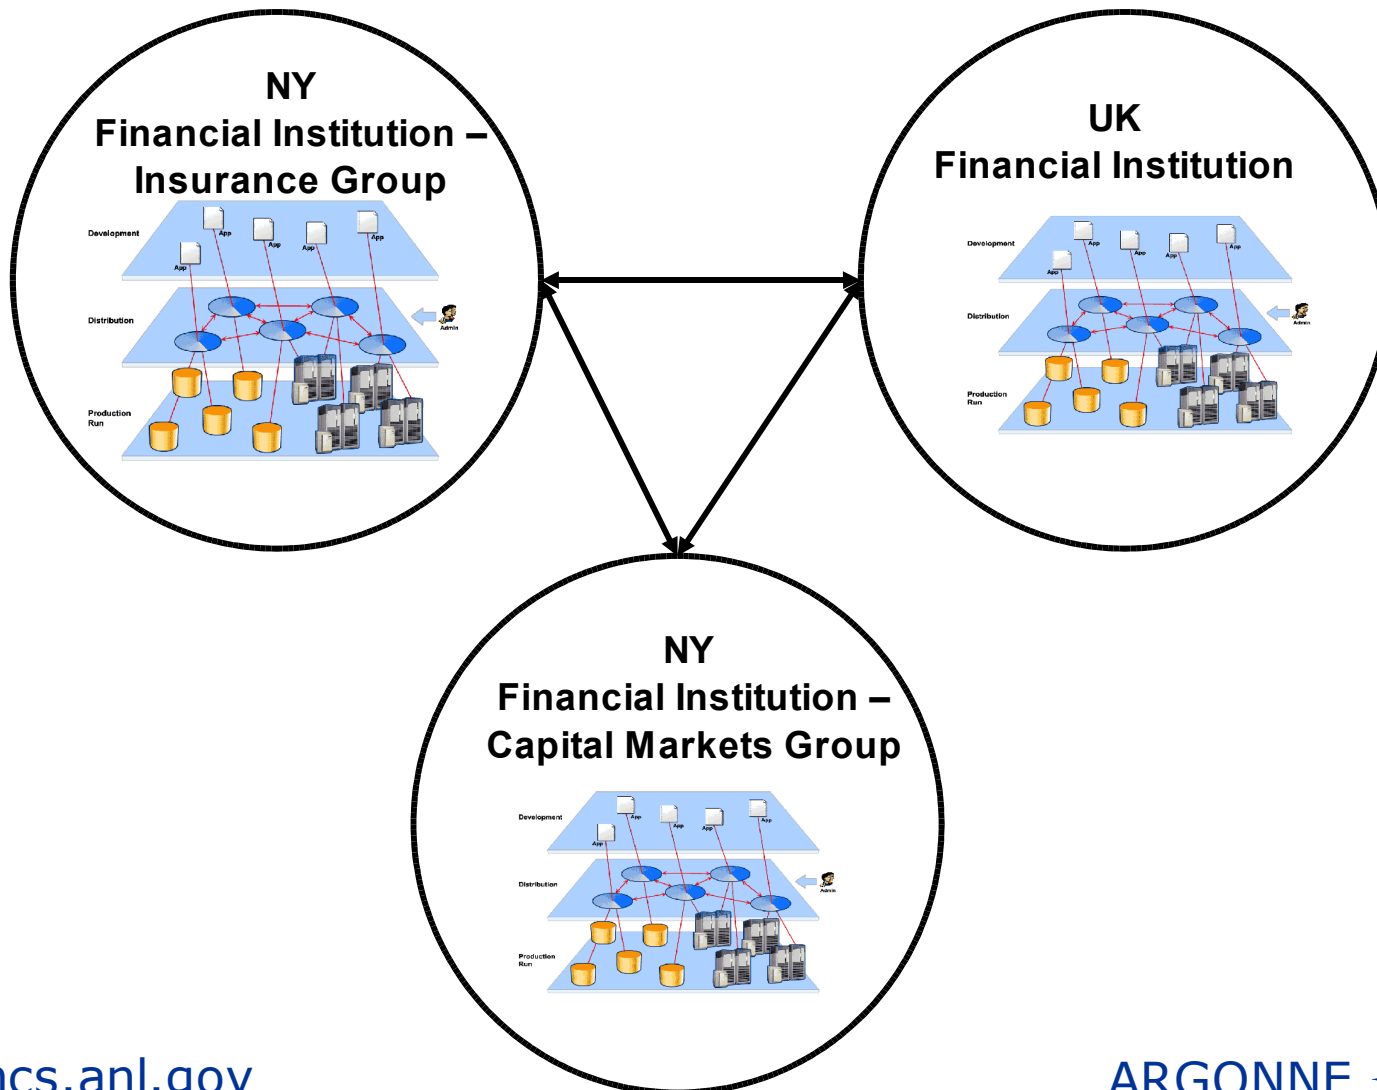 NY
Financial Institution –
Insurance Group
Development
App
App
App
App
App
Distribution
Admin
Production
Run
UK
Financial Institution
Development
App
App
App
App
App
Distribution
Admin
Production
Run
NY
Financial Institution –
Capital Markets Group
Development
App
App
App
App
App
Distribution
Admin
Production
Run
cs.anl.gov
ARGONNE